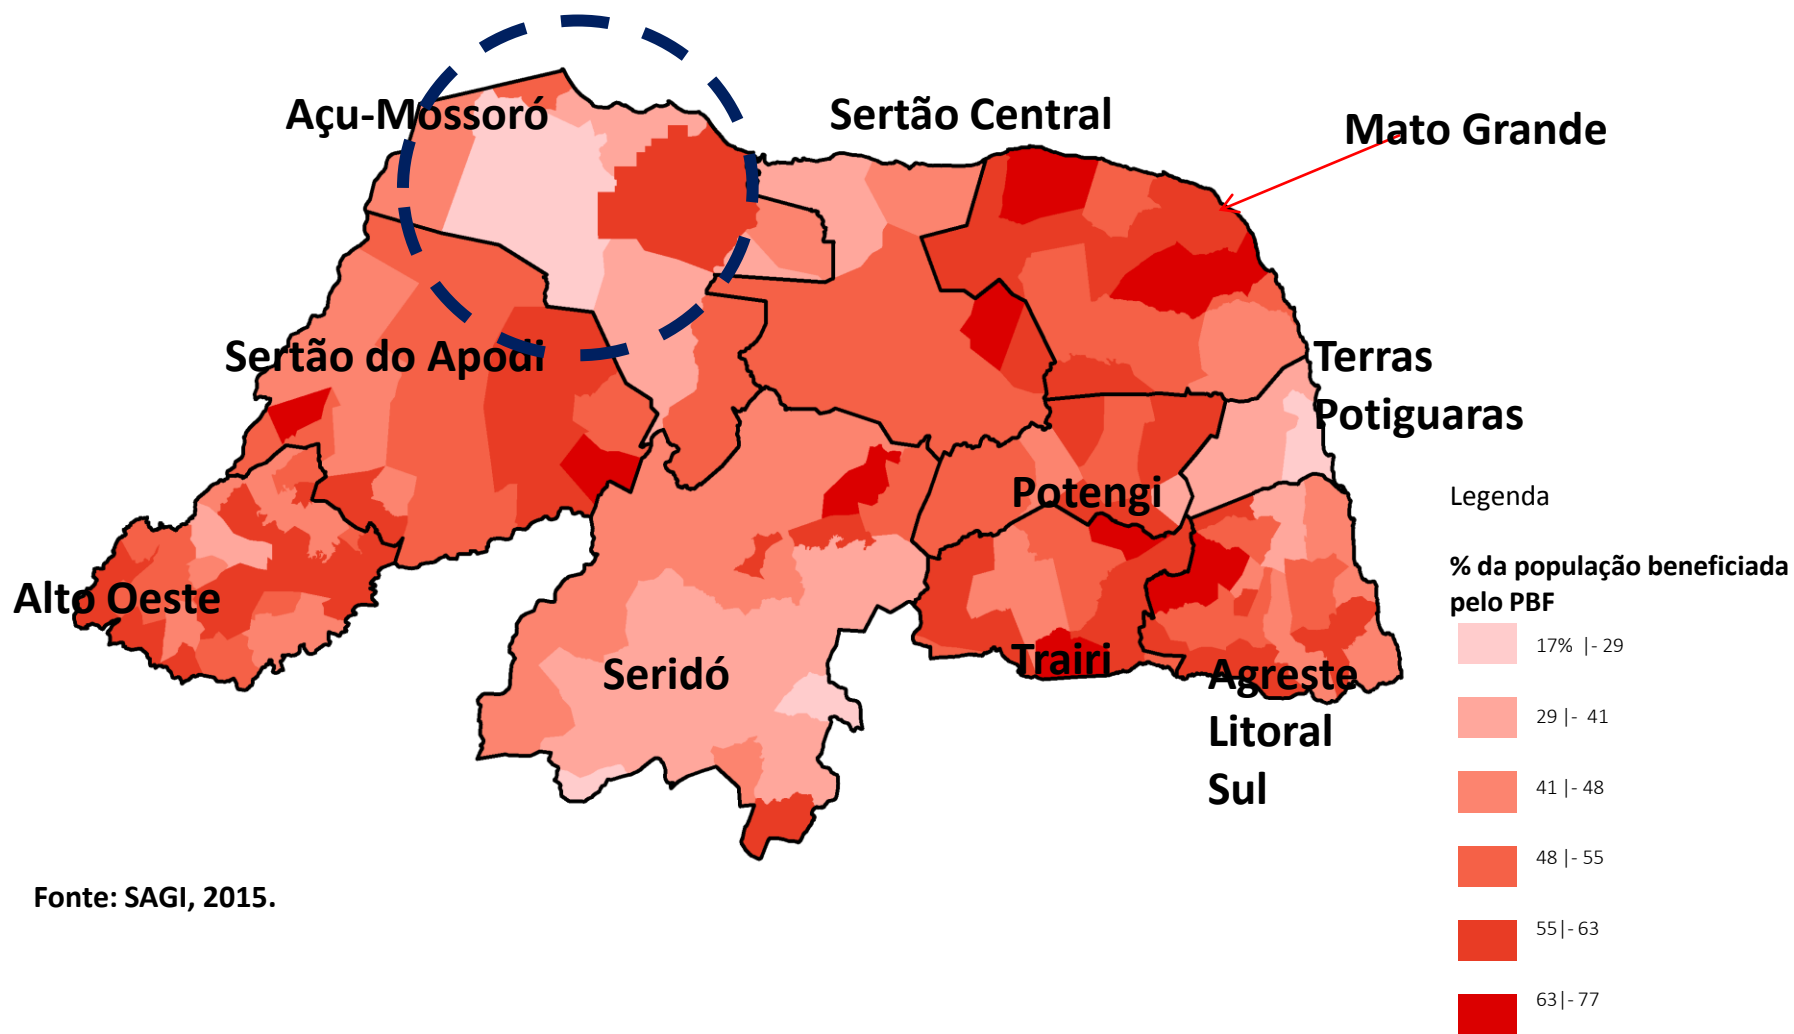 Açu-Mossoró
Sertão Central
Mato Grande
Sertão do Apodi
Terras
Potiguaras
Potengi
Alto Oeste
Seridó
Trairi
Agreste
Litoral
Sul
Legenda
% da população beneficiada
pelo PBF
17% |- 29
29 |- 41
41 |- 48
48 |- 55
55|- 63
63|- 77
Fonte: SAGI, 2015.